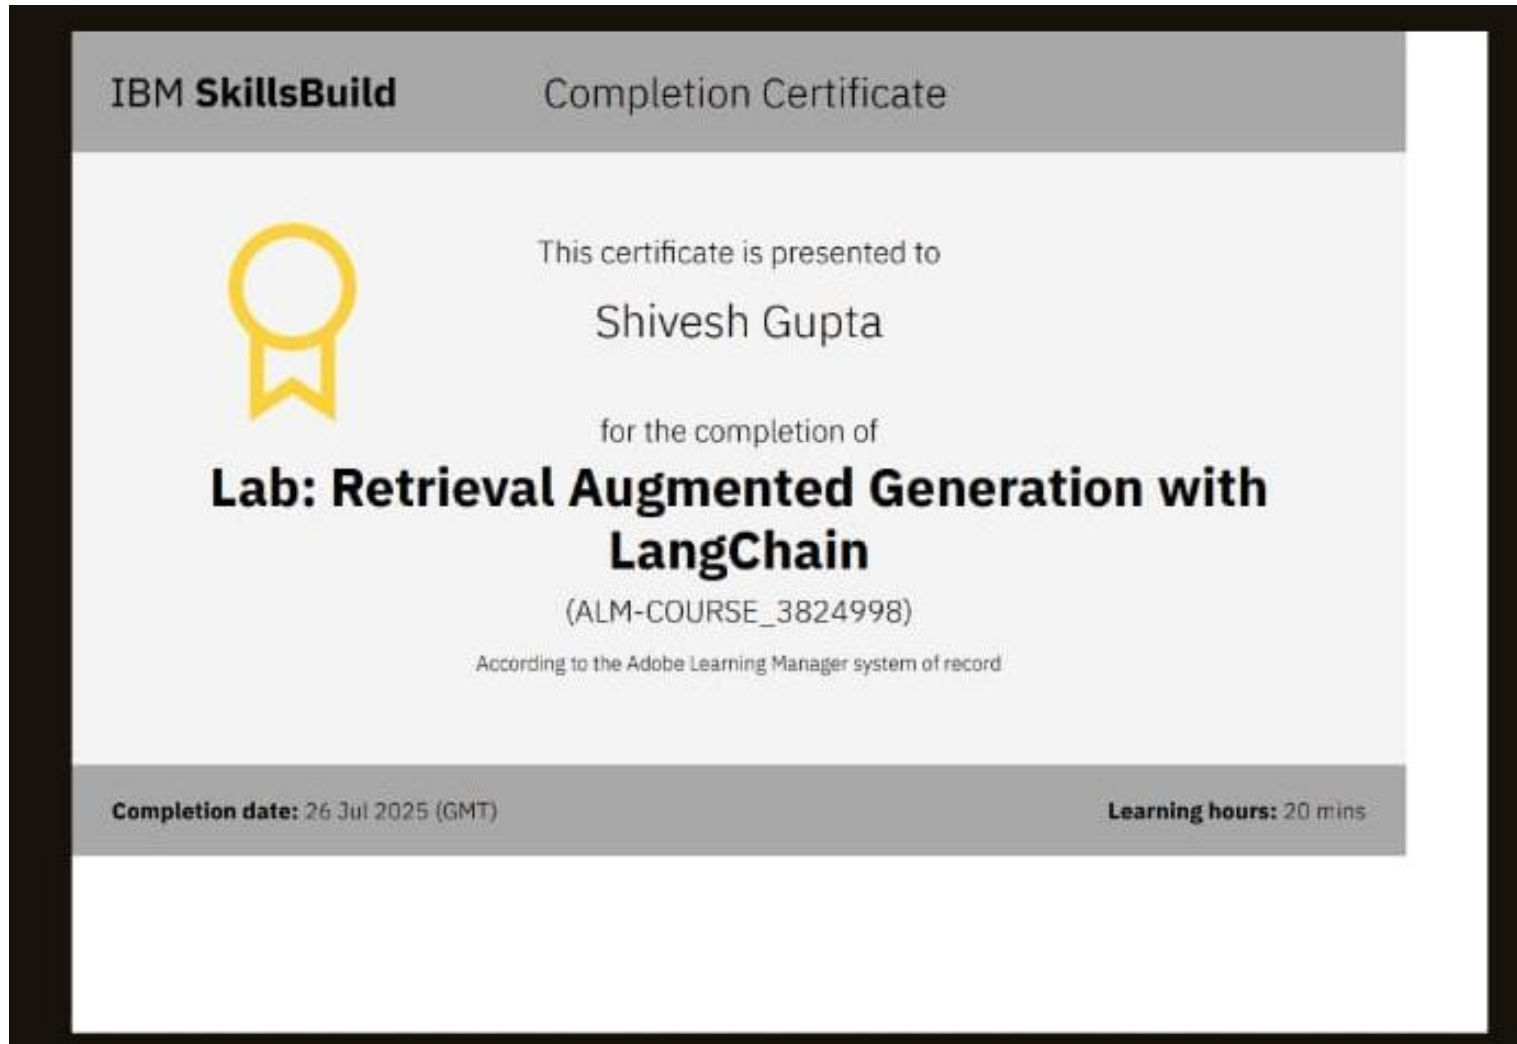 IBM SkillsBuild
Completion Certificate
This certificate is presented to
Shivesh Gupta
for the completion of
Lab: Retrieval Augmented Generation with
LangChain
(ALM-COURSE_3824998)
According to the Adobe Learning Manager system of record
Completion date: 26 Jul 2025 (GMT)
Learning hours: 20 mins